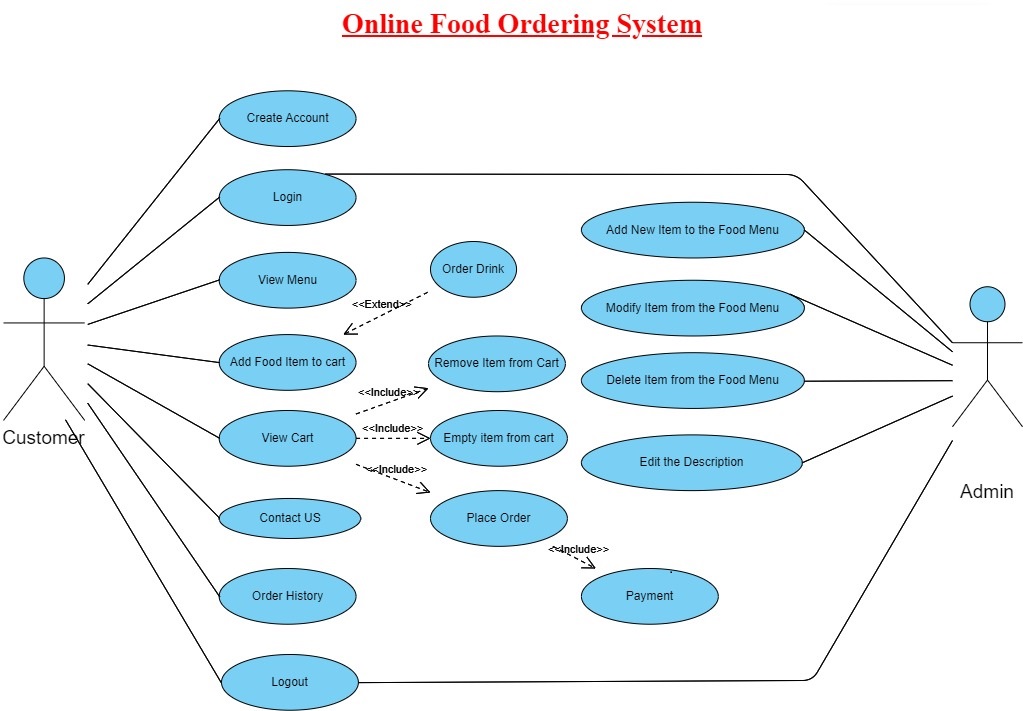 Online Food Ordering System
Create Account
Login
Add New Item to the Food Menu
Order Drink
View Menu
<<Extend>>
Modify Item from the Food Menu
Add Food Item to cart
Remove Item from Cart
Delete Item from the Food Menu
<<Include>>
<<Include>>
Customer
View Cart
Empty item from cart
Edit the Description
<<Include>>
Admin
Contact US
Place Order
<<Include>>
Order History
Payment
Logout